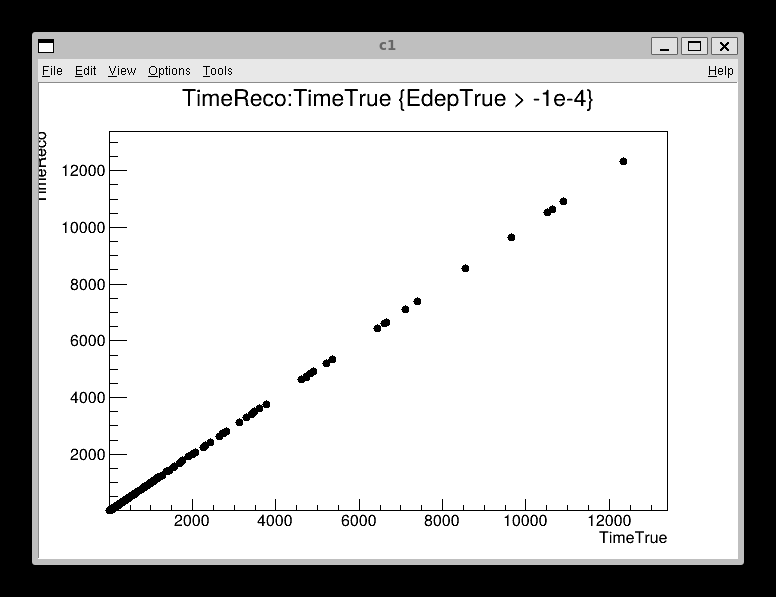 c1
File Edit View Options Tools Help
TimeReco:TimeTrue {EdepTrue > -1e-4}
TimeReco
12000
10000
8000
6000
4000
2000
2000 4000 6000 8000 10000 12000
TimeTrue